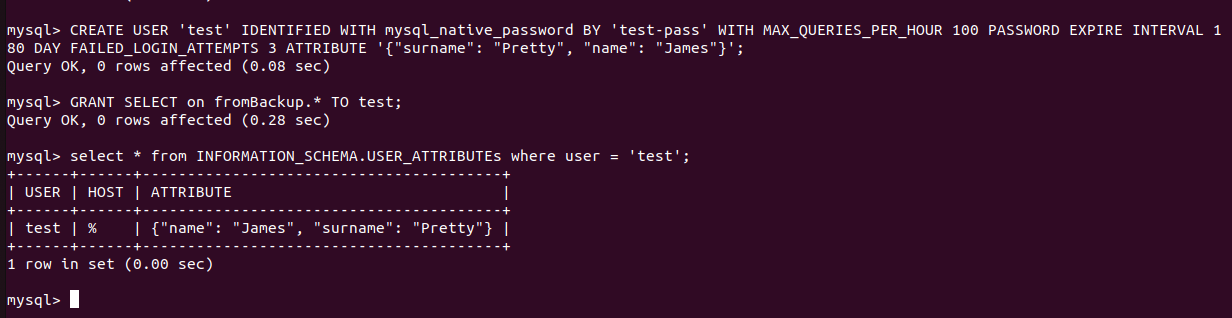 mysql> CREATE USER 'test' IDENTIFIED WITH mysql_native_password BY 'test-pass' WITH MAX_QUERIES_PER_HOUR 100 PASSWORD EXPIRE INTERVAL 1
80 DAY FAILED_LOGIN_ATTEMPTS 3 ATTRIBUTE '{"surname": "Pretty", "name": "James"}';
Query OK, 0 rows affected (0.08 sec)
mysql> GRANT SELECT on fromBackup.* TO test;
Query OK, 0 rows affected (0.28 sec)
mysql> select * from INFORMATION_SCHEMA.USER_ATTRIBUTEs where user = 'test';
+------+------+----------------------------------------+
| USER | HOST | ATTRIBUTE                              |
+------+------+----------------------------------------+
| test | %    | {"name": "James", "surname": "Pretty"} |
+------+------+----------------------------------------+
1 row in set (0.00 sec)
mysql>